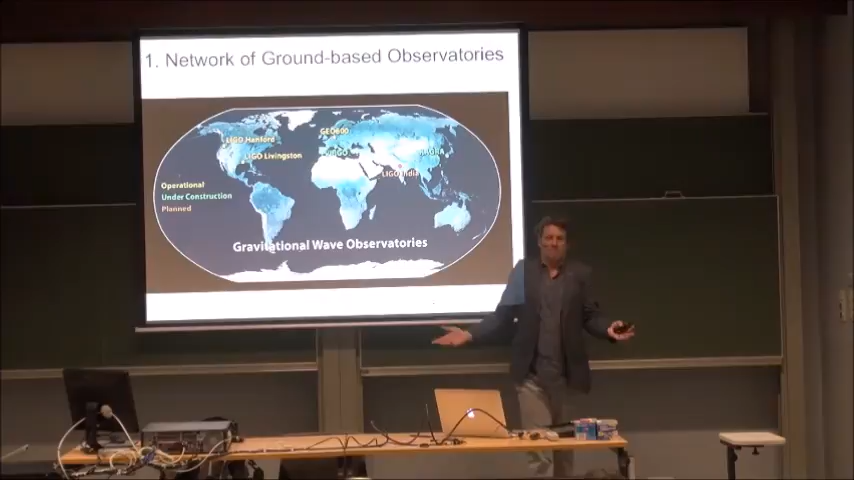 1. Network of Ground-based Observatories
LIGO Hanford
GEO600
LIGO Livingston
VIRGO
KAGRA
LIGO India
Operational
Under Construction
Planned
Gravitational Wave Observatories